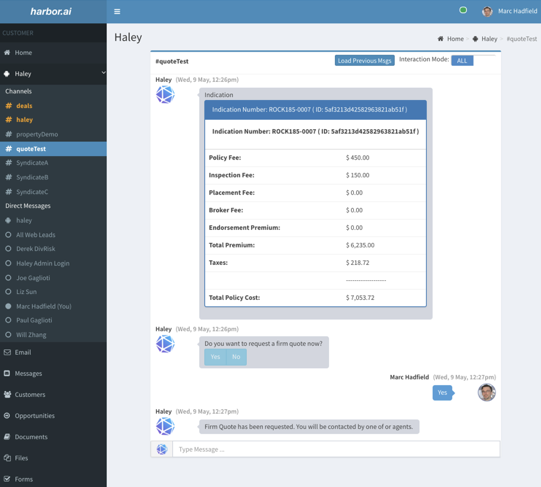 harbor.ai
Marc Hadfield
CUSTOMER
Home
Haley
Channels
# deals
# haley
# propertyDemo
# quoteTest
# SyndicateA
# SyndicateB
# SyndicateC
Direct Messages
haley
All Web Leads
Derek DivRisk
Haley Admin Login
Joe Gaglioti
Liz Sun
Marc Hadfield (You)
Paul Gaglioti
Will Zhang
Email
Messages
Customers
Opportunities
Documents
Files
Forms
Haley
Home
Haley
#quoteTest
#quoteTest
Load Previous Msgs
Interaction Mode: ALL
Haley (Wed, 9 May, 12:26pm)
Indication
Indication Number: ROCK185-0007 ( ID: 5af3213d42582963821ab51f )
Indication Number: ROCK185-0007 ( ID: 5af3213d42582963821ab51f )
Policy Fee: $ 450.00
Inspection Fee: $ 150.00
Placement Fee: $ 0.00
Broker Fee: $ 0.00
Endorsement Premium: $ 0.00
Total Premium: $ 6,235.00
Taxes: $ 218.72
--------------------
Total Policy Cost: $ 7,053.72
Haley (Wed, 9 May, 12:26pm)
Do you want to request a firm quote now?
Yes No
Marc Hadfield (Wed, 9 May, 12:27pm)
Yes
Haley (Wed, 9 May, 12:27pm)
Firm Quote has been requested. You will be contacted by one of or agents.
Type Message ...